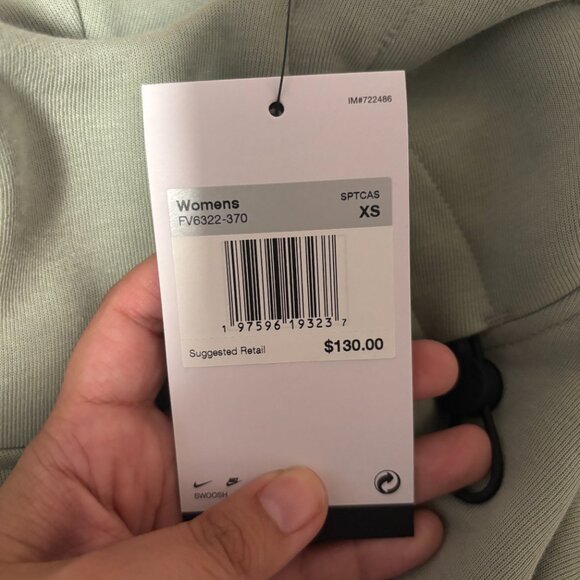 IM#722486
Womens SPTCAS
FV6322-370 XS
1 97596 19323 7
Suggested Retail $130.00
SWOOSH